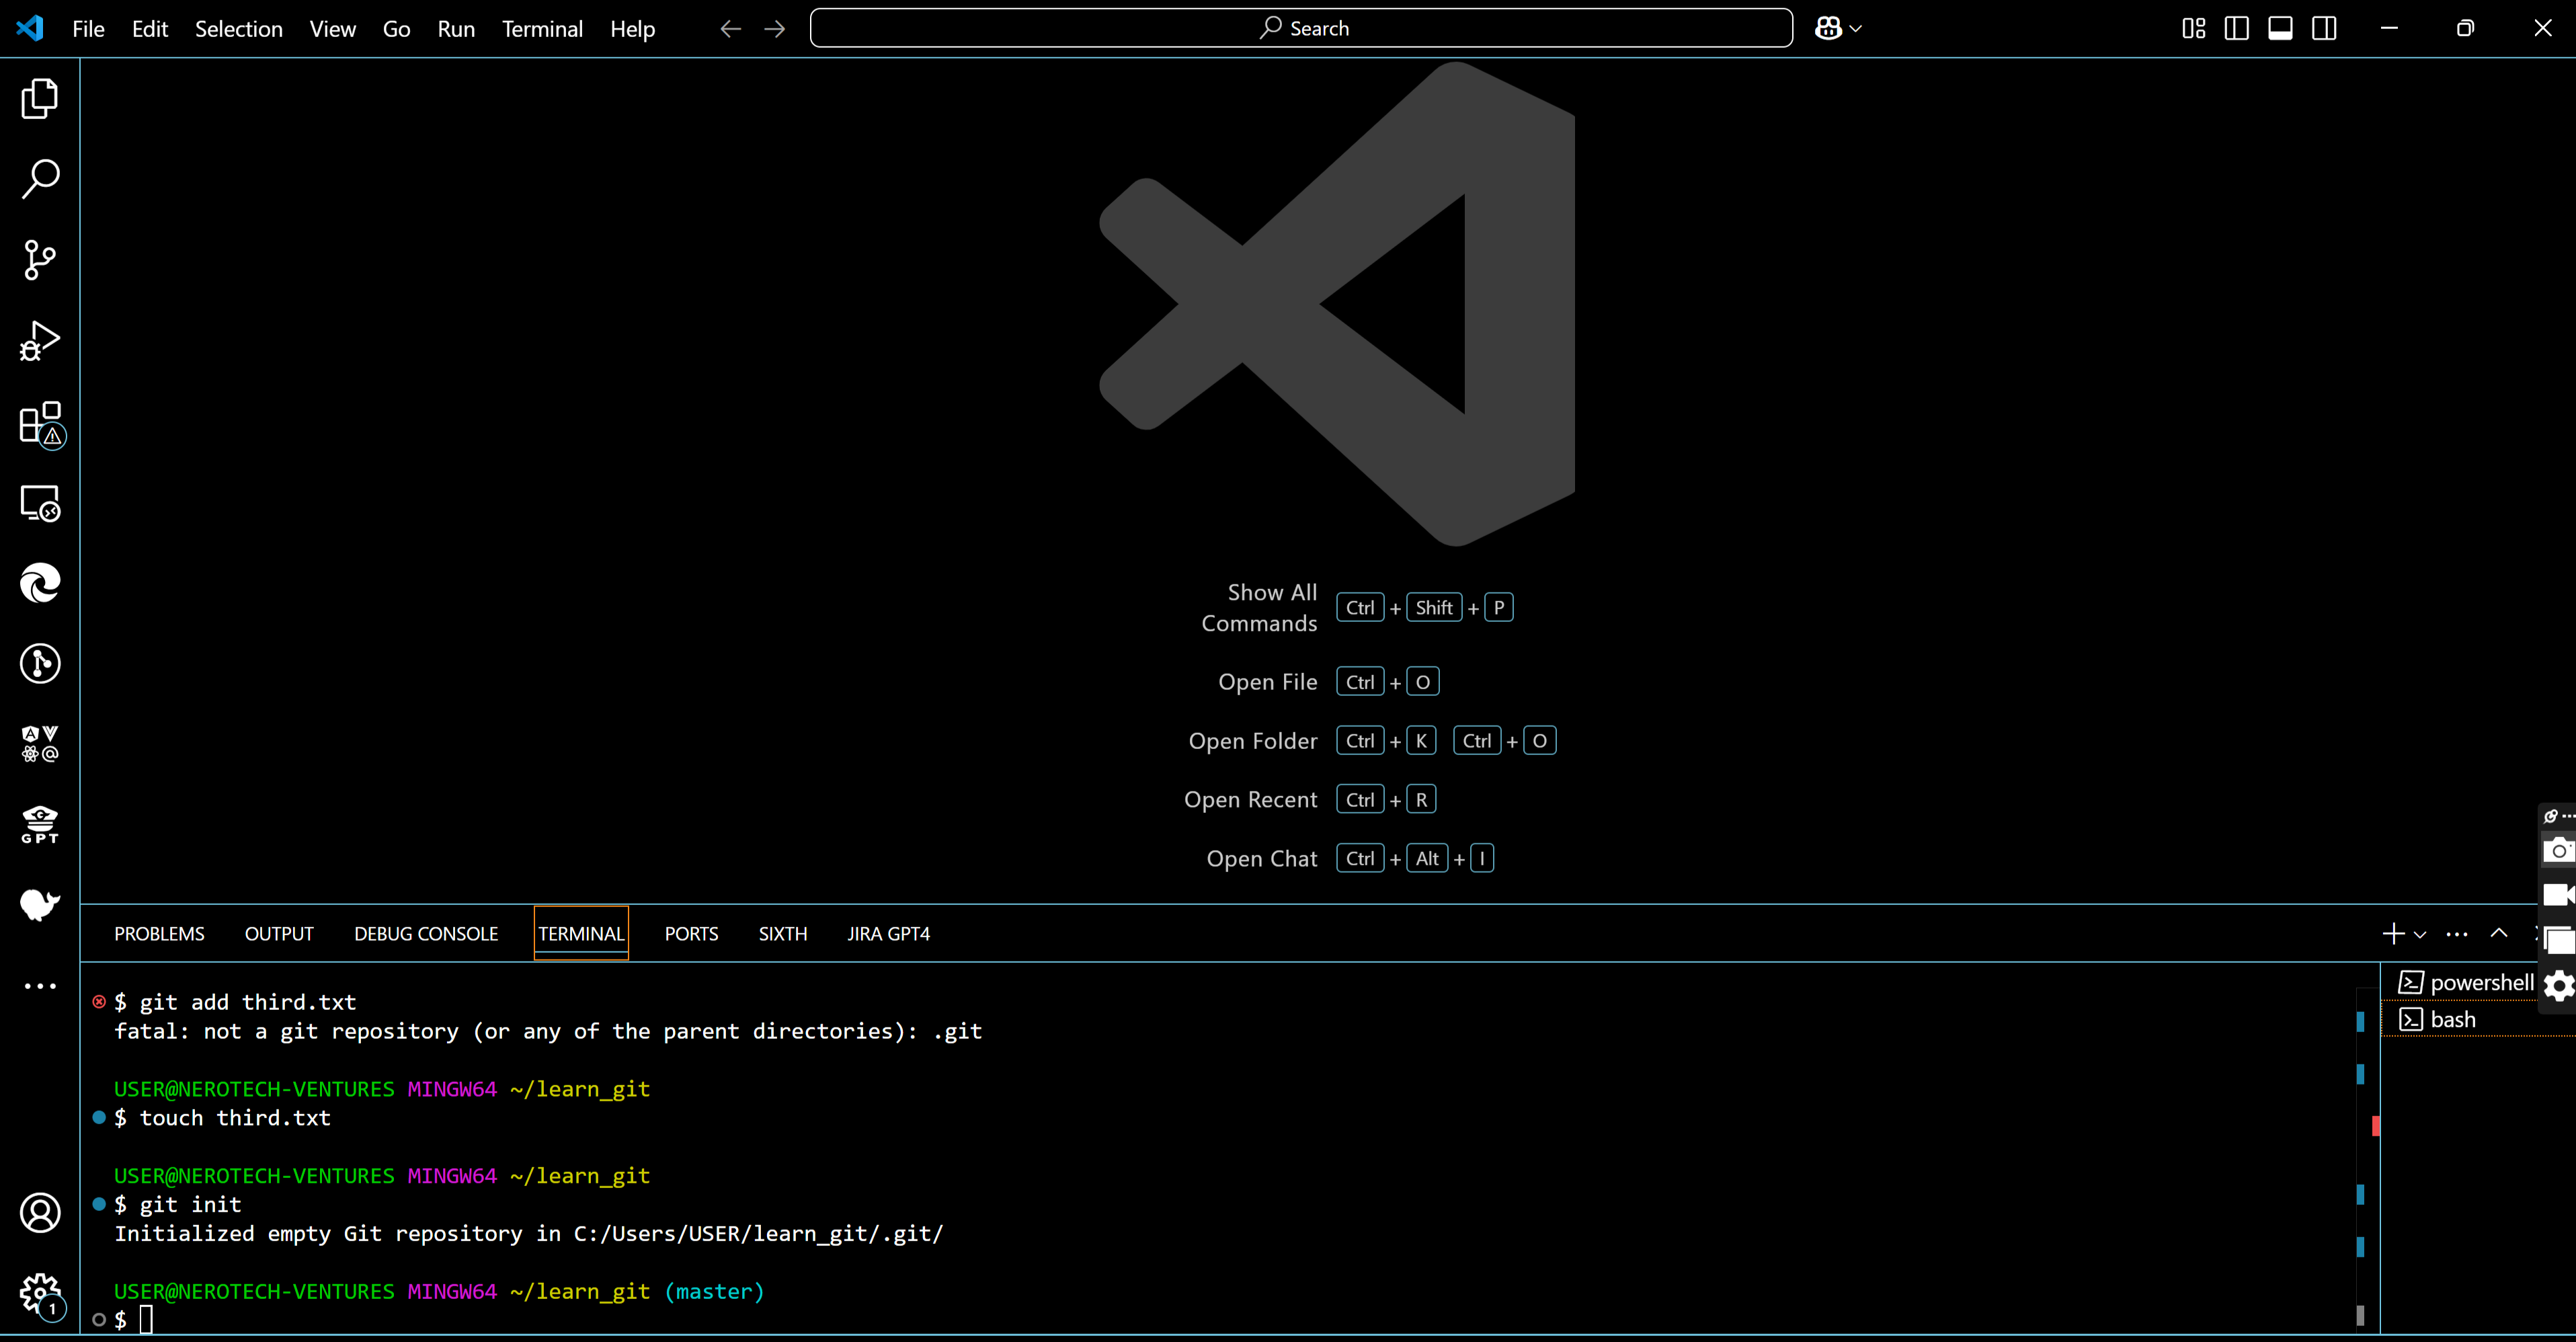 File Edit Selection View Go Run Terminal Help
Search
Show All
Commands
Ctrl + Shift + P
Open File Ctrl + O
Open Folder Ctrl + K Ctrl + O
Open Recent Ctrl + R
Open Chat Ctrl + Alt + I
GPT
PROBLEMS OUTPUT DEBUG CONSOLE TERMINAL PORTS SIXTH JIRA GPT4
$ git add third.txt
fatal: not a git repository (or any of the parent directories): .git
USER@NEROTECH-VENTURES MINGW64 ~/learn_git
$ touch third.txt
USER@NEROTECH-VENTURES MINGW64 ~/learn_git
$ git init
Initialized empty Git repository in C:/Users/USER/learn_git/.git/
USER@NEROTECH-VENTURES MINGW64 ~/learn_git (master)
$
powershell
bash
1